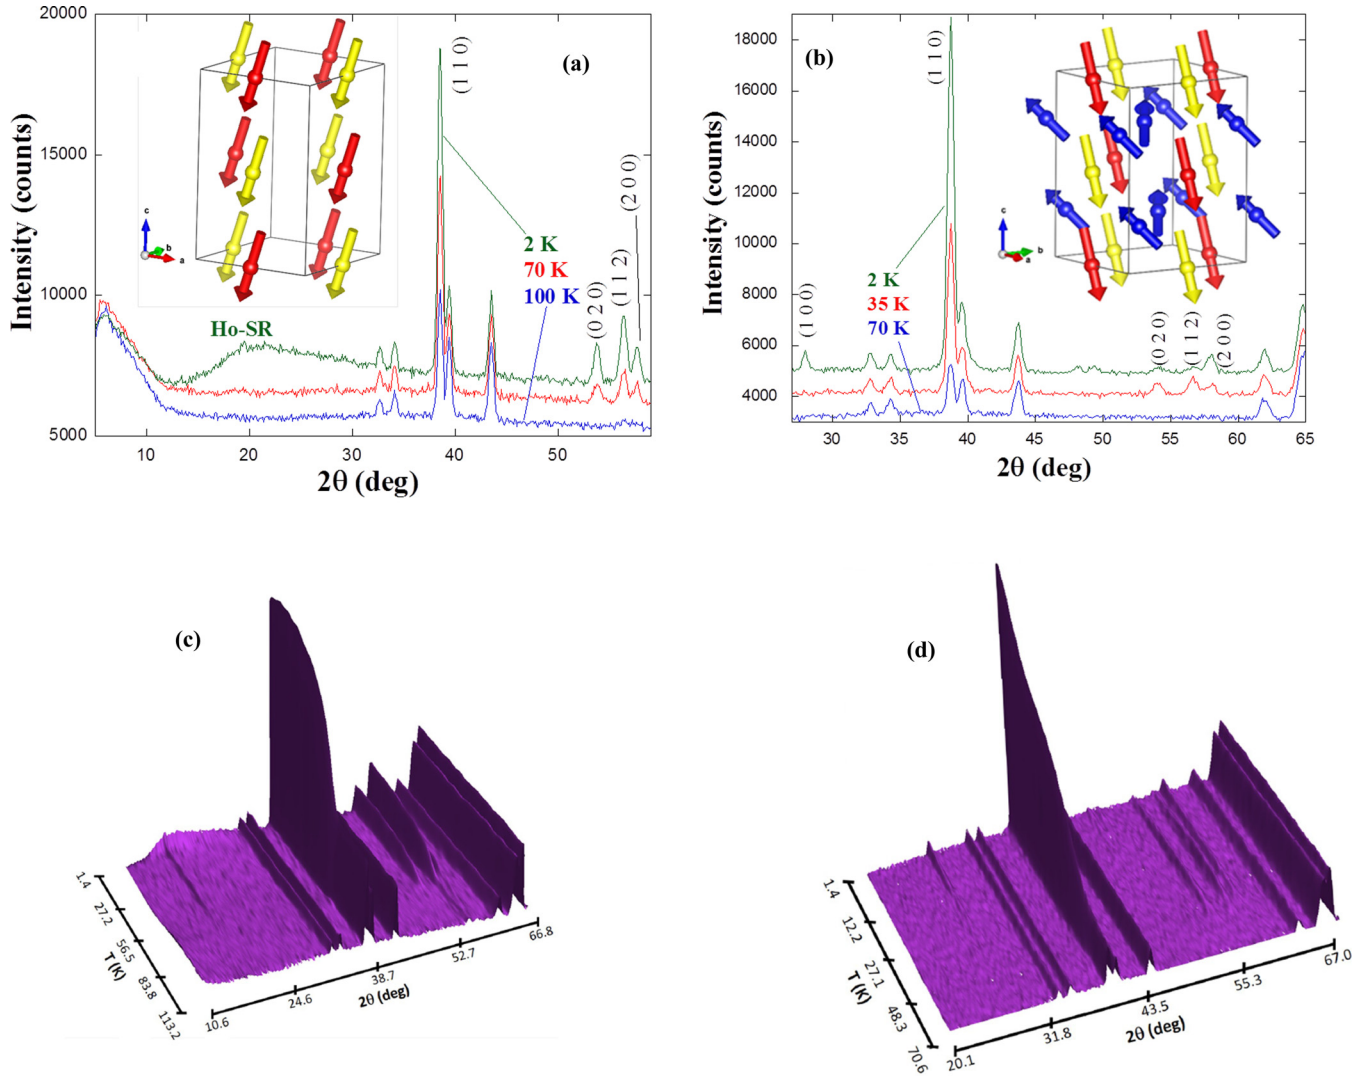 20000
15000
10000
5000
Intensity (counts)
(a)
(1 1 0)
(0 2 0)
(1 1 2)
(2 0 0)
2 K
70 K
100 K
Ho-SR
c
b
a
10
20
30
40
50
2θ (deg)
18000
16000
14000
12000
10000
8000
6000
4000
Intensity (counts)
(b)
(1 0 0)
(1 1 0)
(0 2 0)
(1 1 2)
(2 0 0)
2 K
35 K
70 K
c
b
a
30
35
40
45
50
55
60
65
2θ (deg)
(c)
1.4
27.2
56.5
83.8
113.2
T (K)
10.6
24.6
38.7
52.7
66.8
2θ (deg)
(d)
1.4
12.2
27.1
48.3
70.6
T (K)
20.1
31.8
43.5
55.3
67.0
2θ (deg)